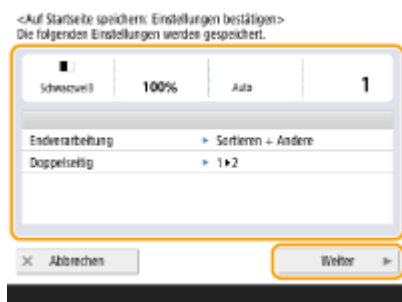 <Auf Startseite speichern: Einstellungen bestätigen>
Die folgenden Einstellungen werden gespeichert.
Schwarzweiß 100% Auto 1
Endverarbeitung ▶ Sortieren + Andere
Doppelseitig ▶ 1▶2
× Abbrechen Weiter ▶